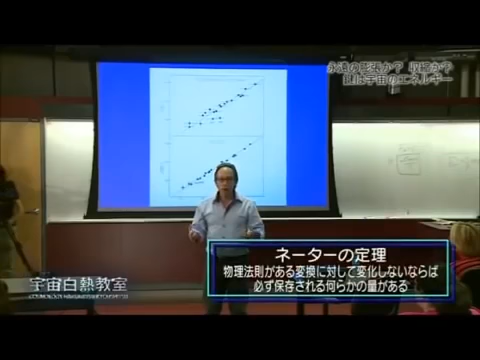 永遠の膨張か？ 収縮か？
鍵は宇宙のエネルギー
ネーターの定理
物理法則がある変換に対して変化しないならば
必ず保存される何らかの量がある
宇宙白熱教室